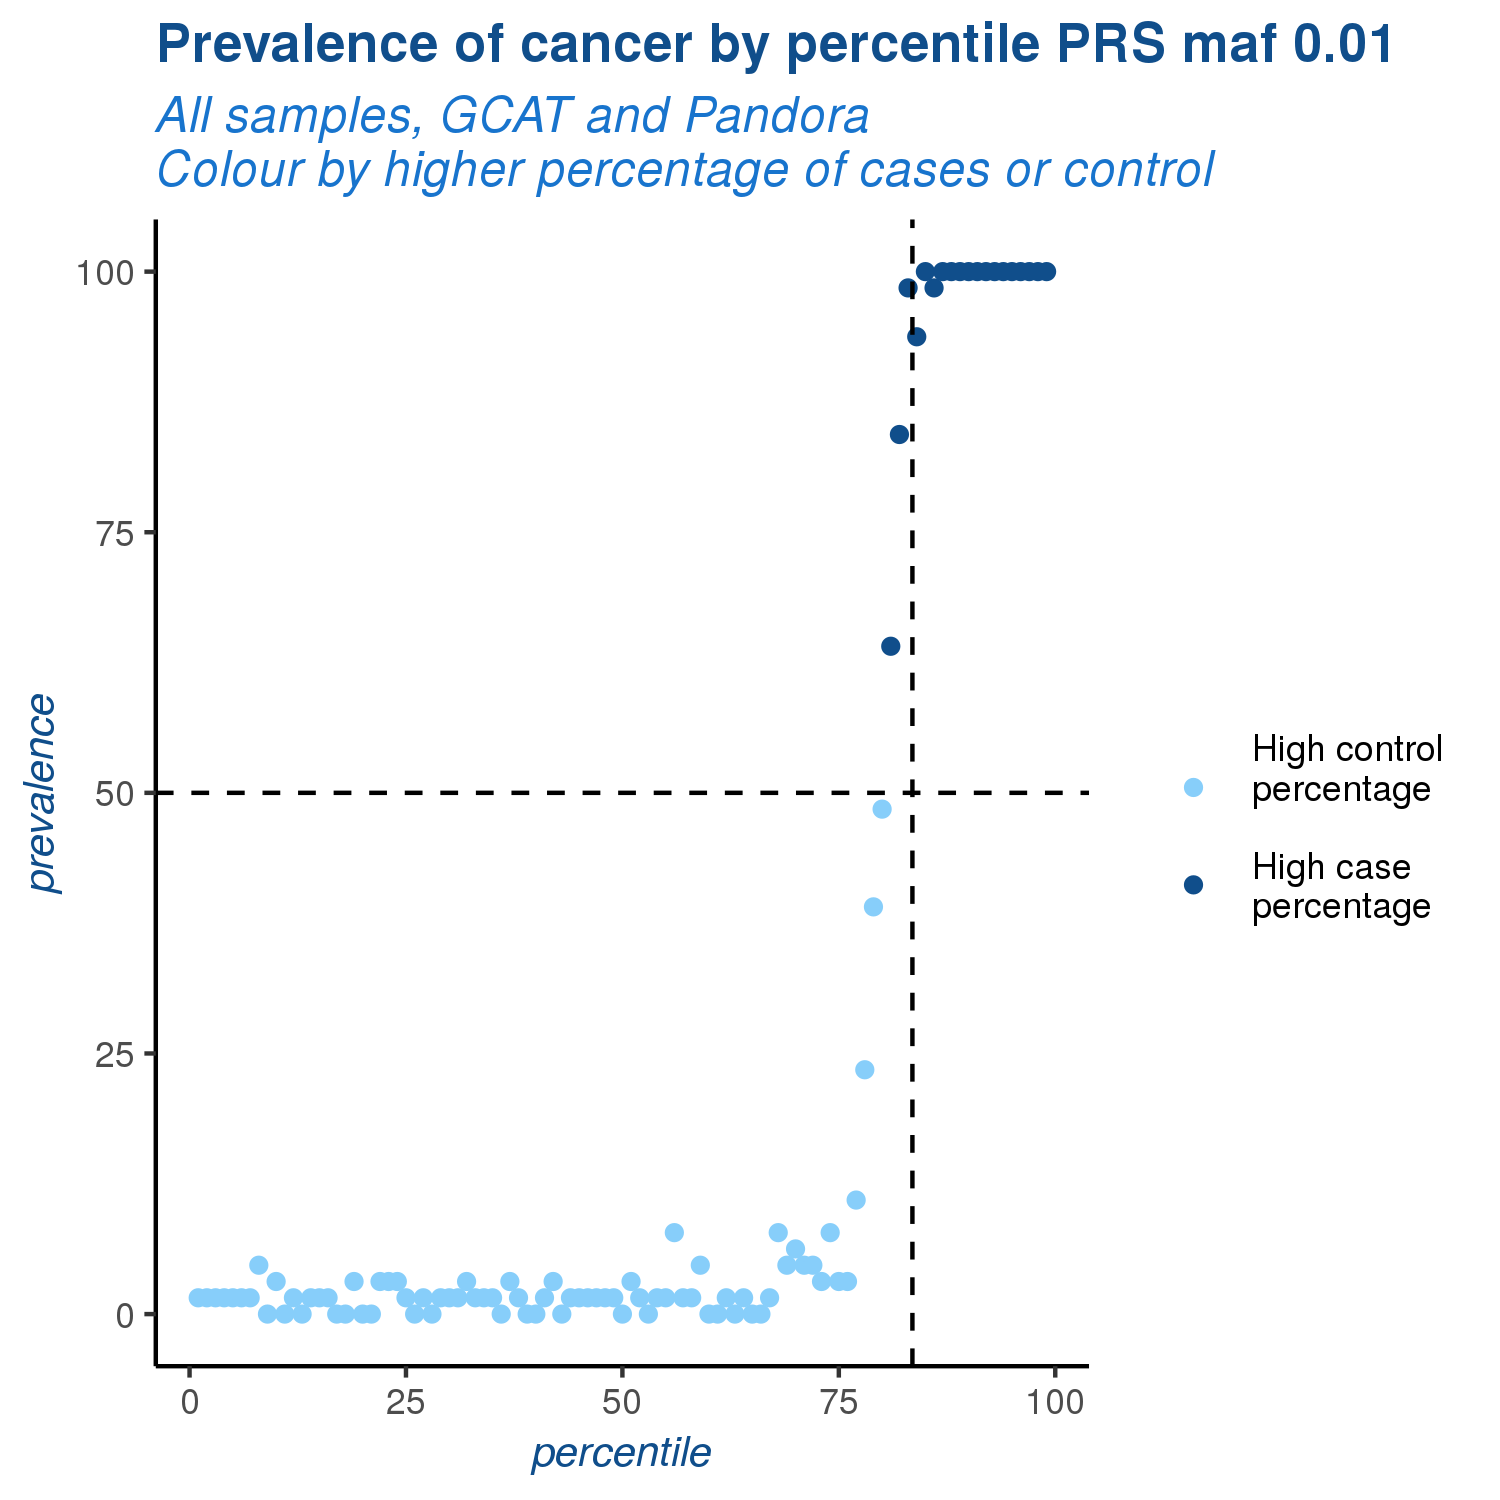 Prevalence of cancer by percentile PRS maf 0.01
All samples, GCAT and Pandora
Colour by higher percentage of cases or control
100
75
50
25
0
prevalence
0 25 50 75 100
percentile
High control
percentage
High case
percentage